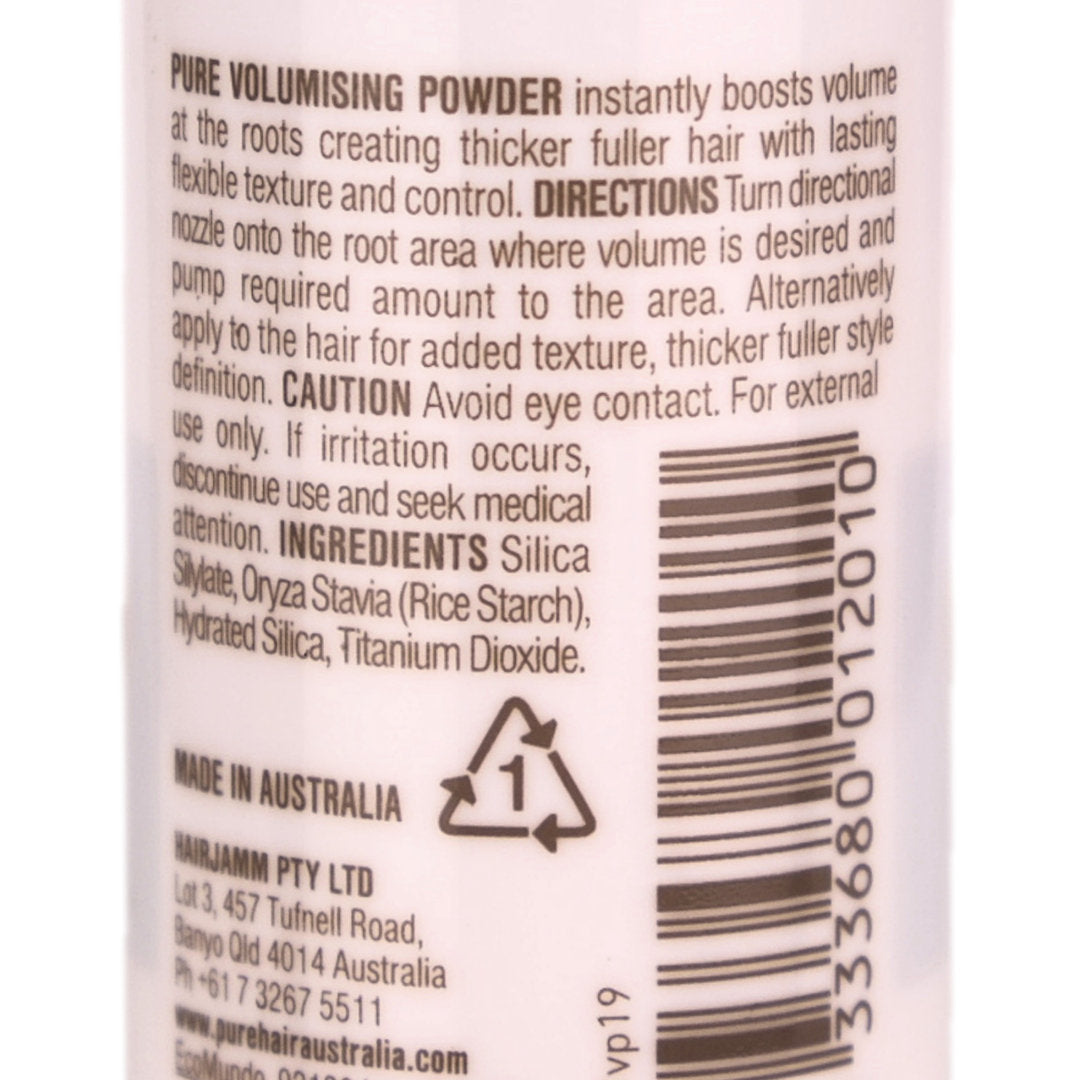 PURE VOLUMISING POWDER instantly boosts volume
at the roots creating thicker fuller hair with lasting
flexible texture and control. DIRECTIONS Turn directional
nozzle onto the root area where volume is desired and
pump required amount to the area. Alternatively
apply to the hair for added texture, thicker fuller style
definition. CAUTION Avoid eye contact. For external
use only. If irritation occurs,
discontinue use and seek medical
attention. INGREDIENTS Silica
Silylate, Oryza Stavia (Rice Starch),
Hydrated Silica, Titanium Dioxide.
1
MADE IN AUSTRALIA
HAIRJAMM PTY LTD
Lot 3, 457 Tufnell Road,
Banyo Qld 4014 Australia
Ph +61 7 3267 5511
www.purehairaustralia.com
EcoMundo
vp19
333680 012010